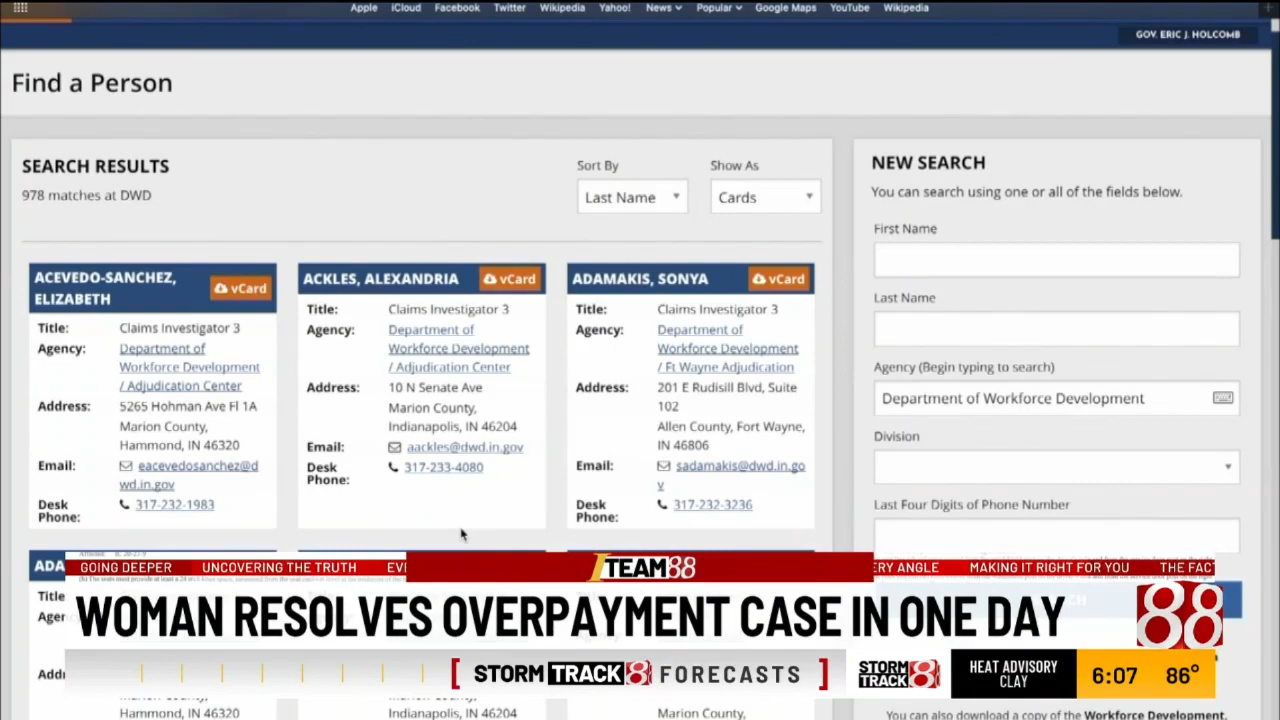 Apple iCloud Facebook Twitter Wikipedia Yahoo! News Popular Google Maps YouTube Wikipedia
GOV. ERIC J. HOLCOMB
Find a Person
SEARCH RESULTS
978 matches at DWD
Sort By
Last Name
Show As
Cards
ACEVEDO-SANCHEZ,
ELIZABETH
vCard
Title: Claims Investigator 3
Agency: Department of
Workforce Development
/ Adjudication Center
Address: 5265 Hohman Ave Fl 1A
Marion County,
Hammond, IN 46320
Email: eacevedosanchez@d
wd.in.gov
Desk 317-232-1983
Phone:
ACKLES, ALEXANDRIA vCard
Title: Claims Investigator 3
Agency: Department of
Workforce Development
/ Adjudication Center
Address: 10 N Senate Ave
Marion County,
Indianapolis, IN 46204
Email: aackles@dwd.in.gov
Desk 317-233-4080
Phone:
ADAMAKIS, SONYA vCard
Title: Claims Investigator 3
Agency: Department of
Workforce Development
/ Ft Wayne Adjudication
Address: 201 E Rudisill Blvd, Suite
102
Allen County, Fort Wayne,
IN 46806
Email: sadamakis@dwd.in.go
v
Desk 317-232-3236
Phone:
NEW SEARCH
You can search using one or all of the fields below.
First Name
Last Name
Agency (Begin typing to search)
Department of Workforce Development
Division
Last Four Digits of Phone Number
ADA
Title
Ager
Addr
GOING DEEPER UNCOVERING THE TRUTH EVE
I TEAM 88
ERY ANGLE MAKING IT RIGHT FOR YOU THE FACT
WOMAN RESOLVES OVERPAYMENT CASE IN ONE DAY
88
[ STORM TRACK 8 FORECASTS ]
STORM
TRACK 8
HEAT ADVISORY
CLAY
6:07 86°
Hammond, IN 46320
Indianapolis, IN 46204
Marion County,
You can also download a copy of the Workforce Development,